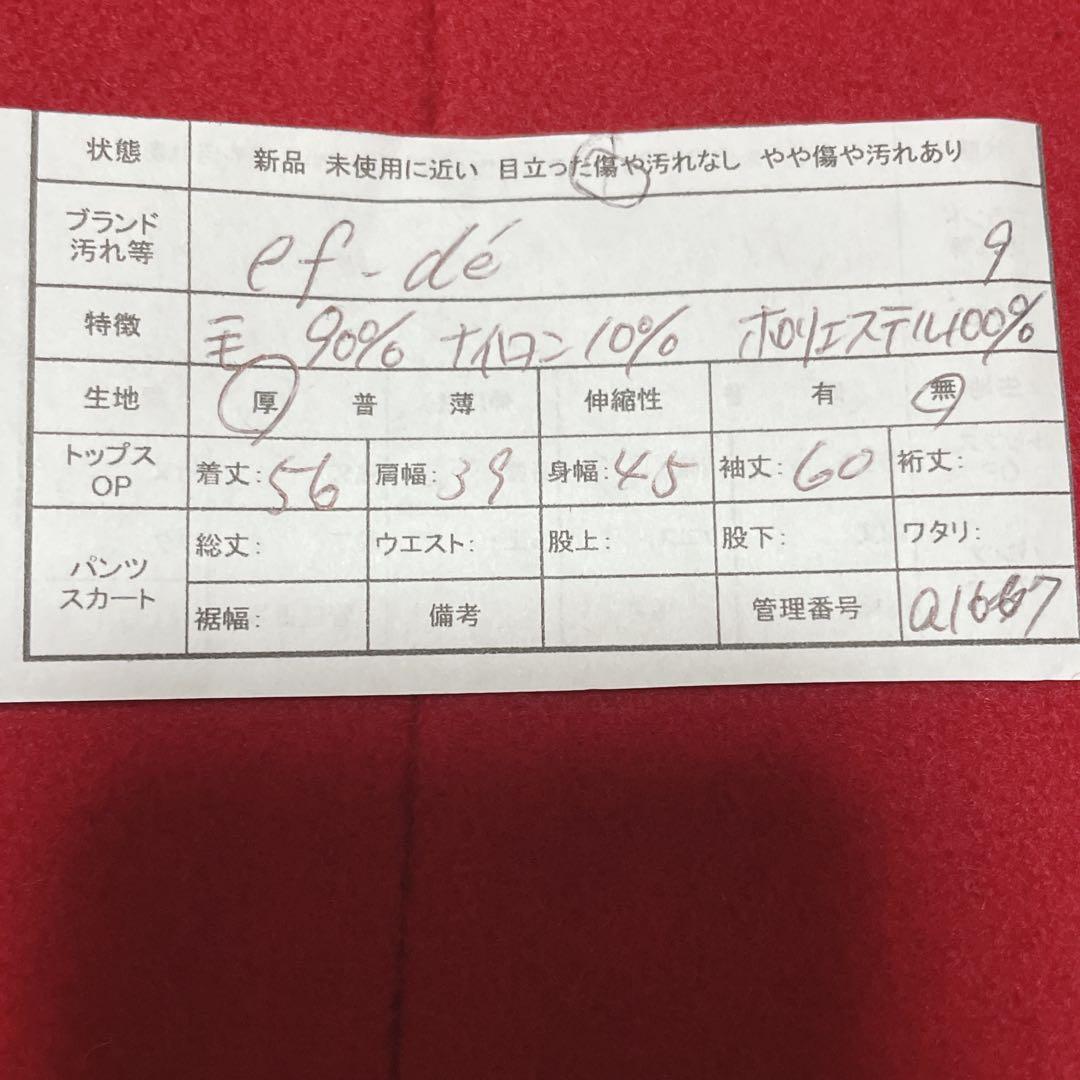 状態 新品 未使用に近い 目立った傷や汚れなし やや傷や汚れあり
ブランド 汚れ等 ef-dé 9
特徴 毛 90% ナイロン10% ポリエステル100%
生地 厚 普 薄 伸縮性 有 無
トップス OP 着丈:56 肩幅:39 身幅:45 袖丈:60 裄丈:
パンツ スカート 総丈: ウエスト: 股上: 股下: ワタリ:
裾幅: 備考 管理番号